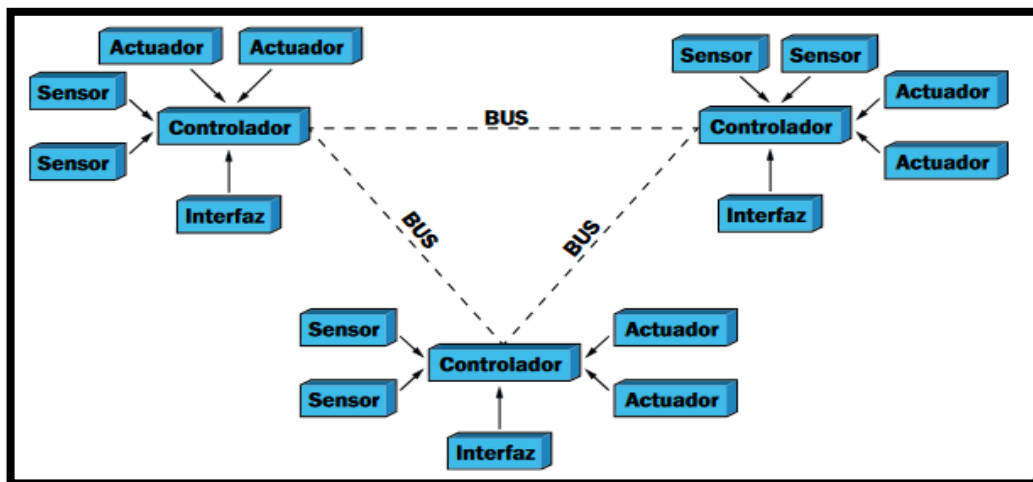 Actuador
Actuador
Sensor
Sensor
Controlador
Interfaz
BUS
Sensor
Sensor
Actuador
Actuador
Controlador
Interfaz
BUS
BUS
Sensor
Sensor
Controlador
Actuador
Actuador
Interfaz